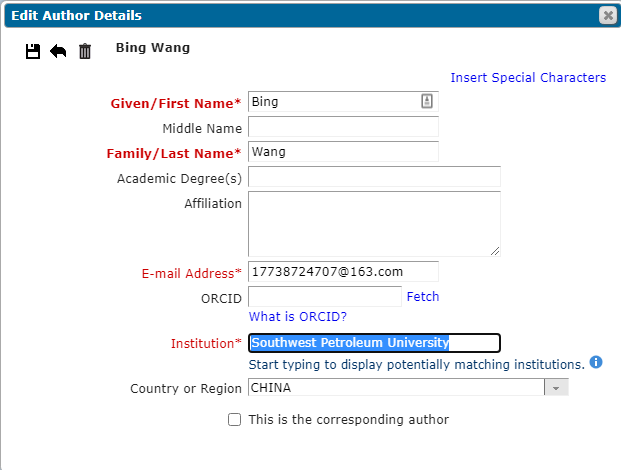 Edit Author Details
Bing Wang
Insert Special Characters
Given/First Name* Bing
Middle Name
Family/Last Name* Wang
Academic Degree(s)
Affiliation
E-mail Address* 17738724707@163.com
ORCID Fetch
What is ORCID?
Institution* Southwest Petroleum University
Start typing to display potentially matching institutions.
Country or Region CHINA
This is the corresponding author